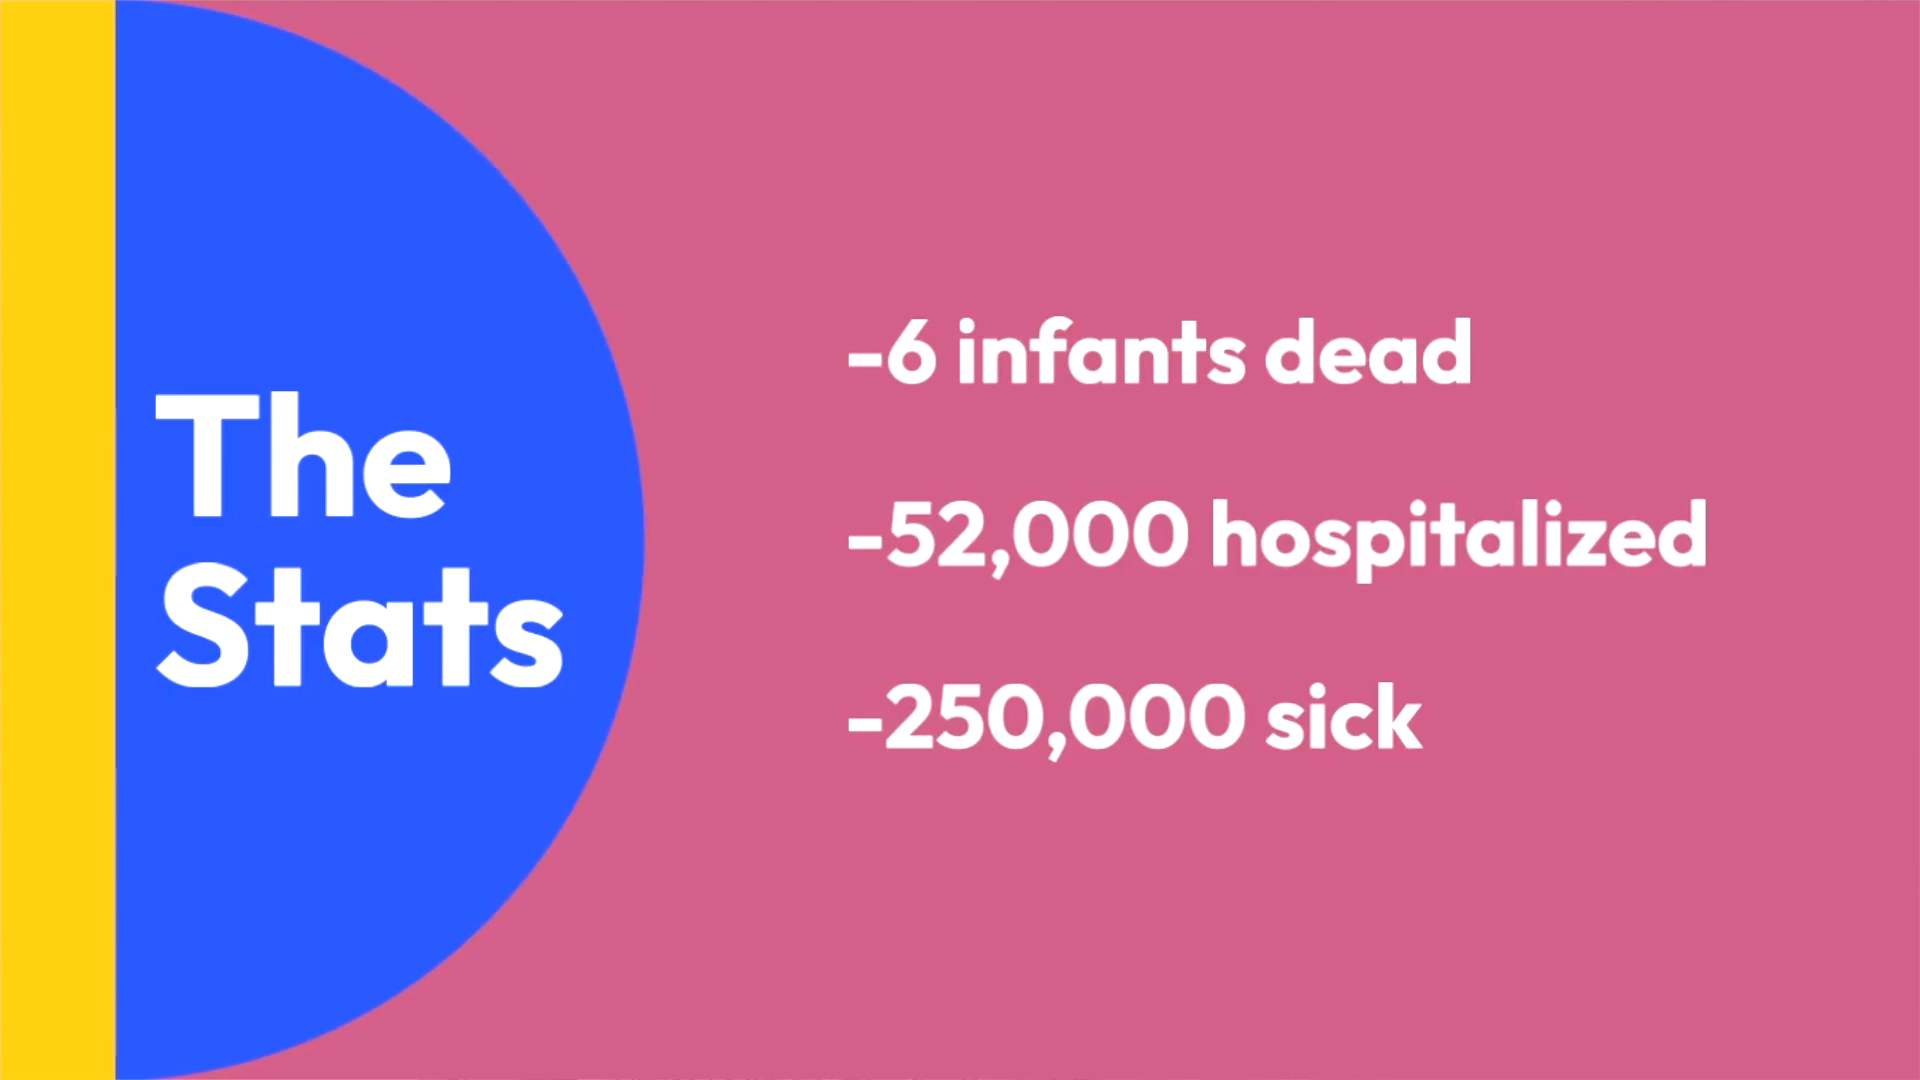 The
Stats
-6 infants dead
-52,000 hospitalized
-250,000 sick